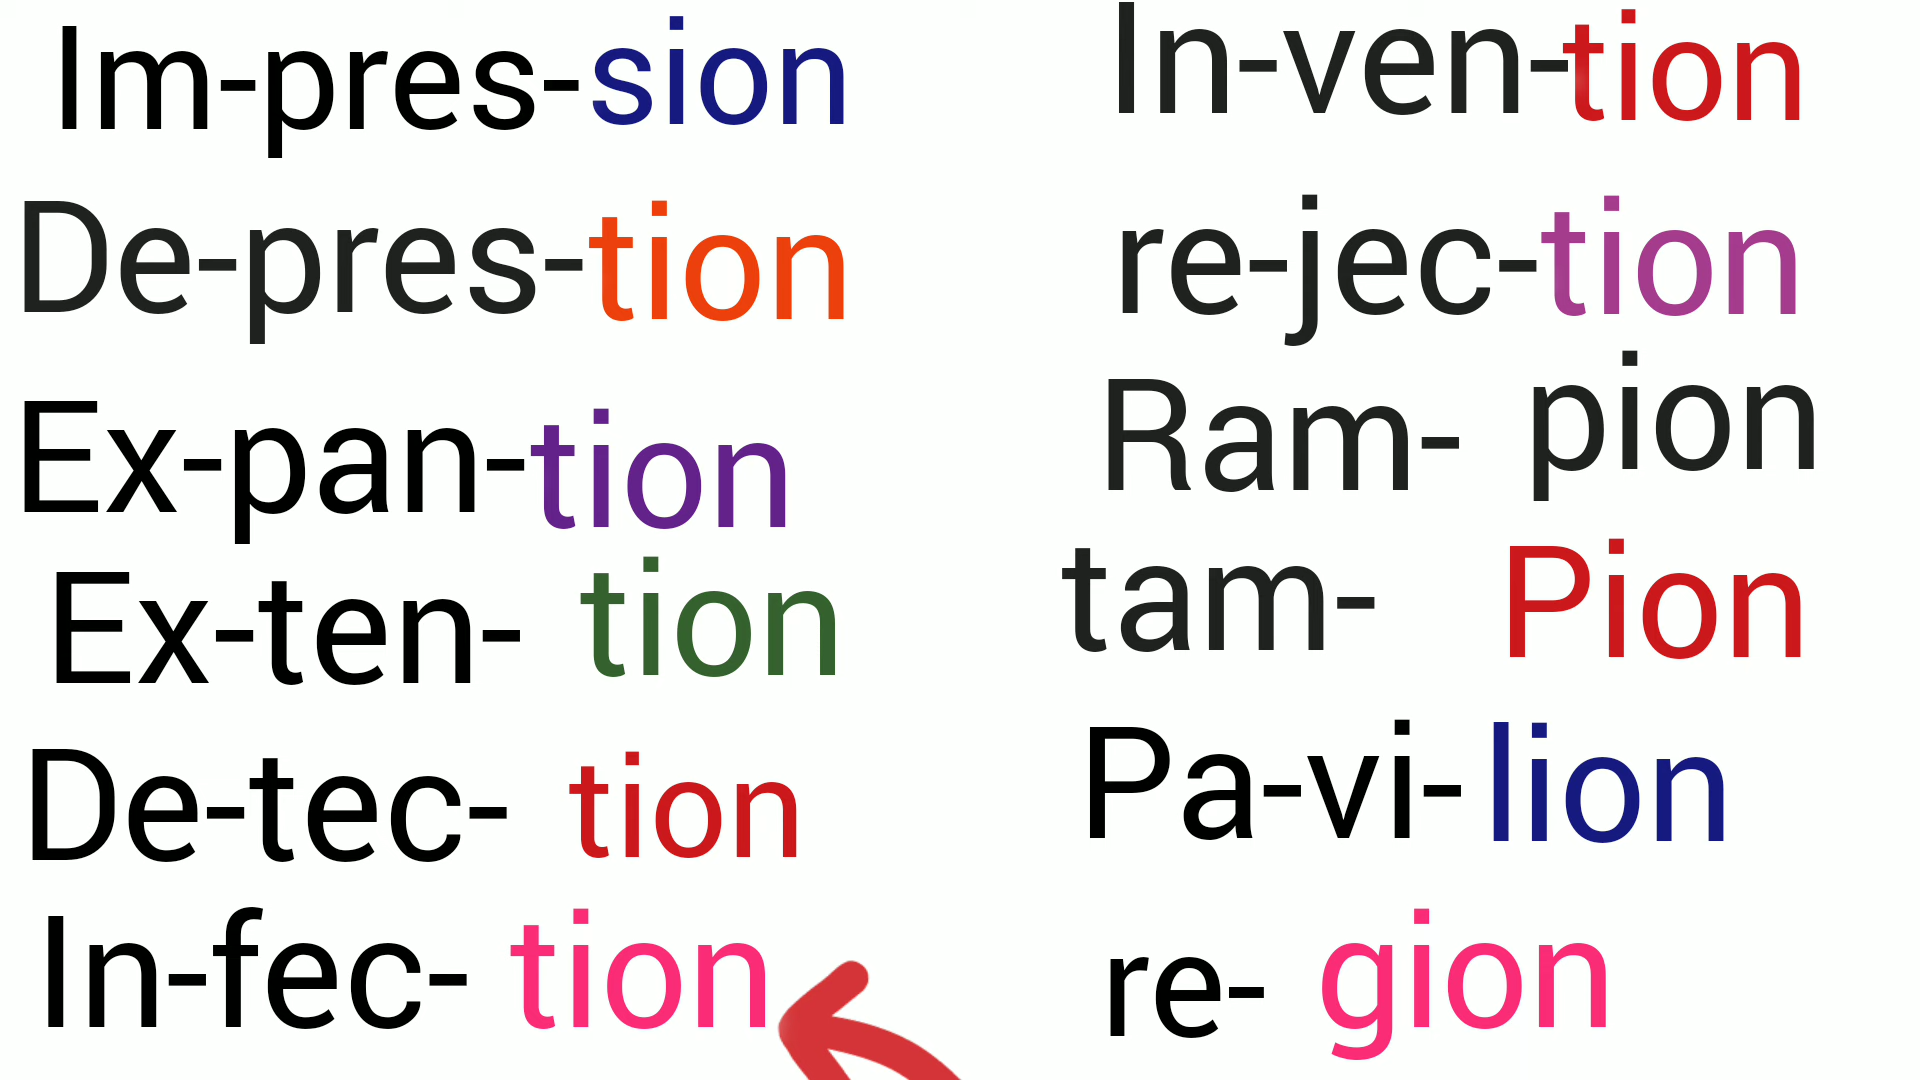 Im-pres-sion
De-pres-tion
Ex-pan-tion
Ex-ten- tion
De-tec- tion
In-fec- tion
In-ven-tion
re-jec-tion
Ram- pion
tam- Pion
Pa-vi-lion
re- gion